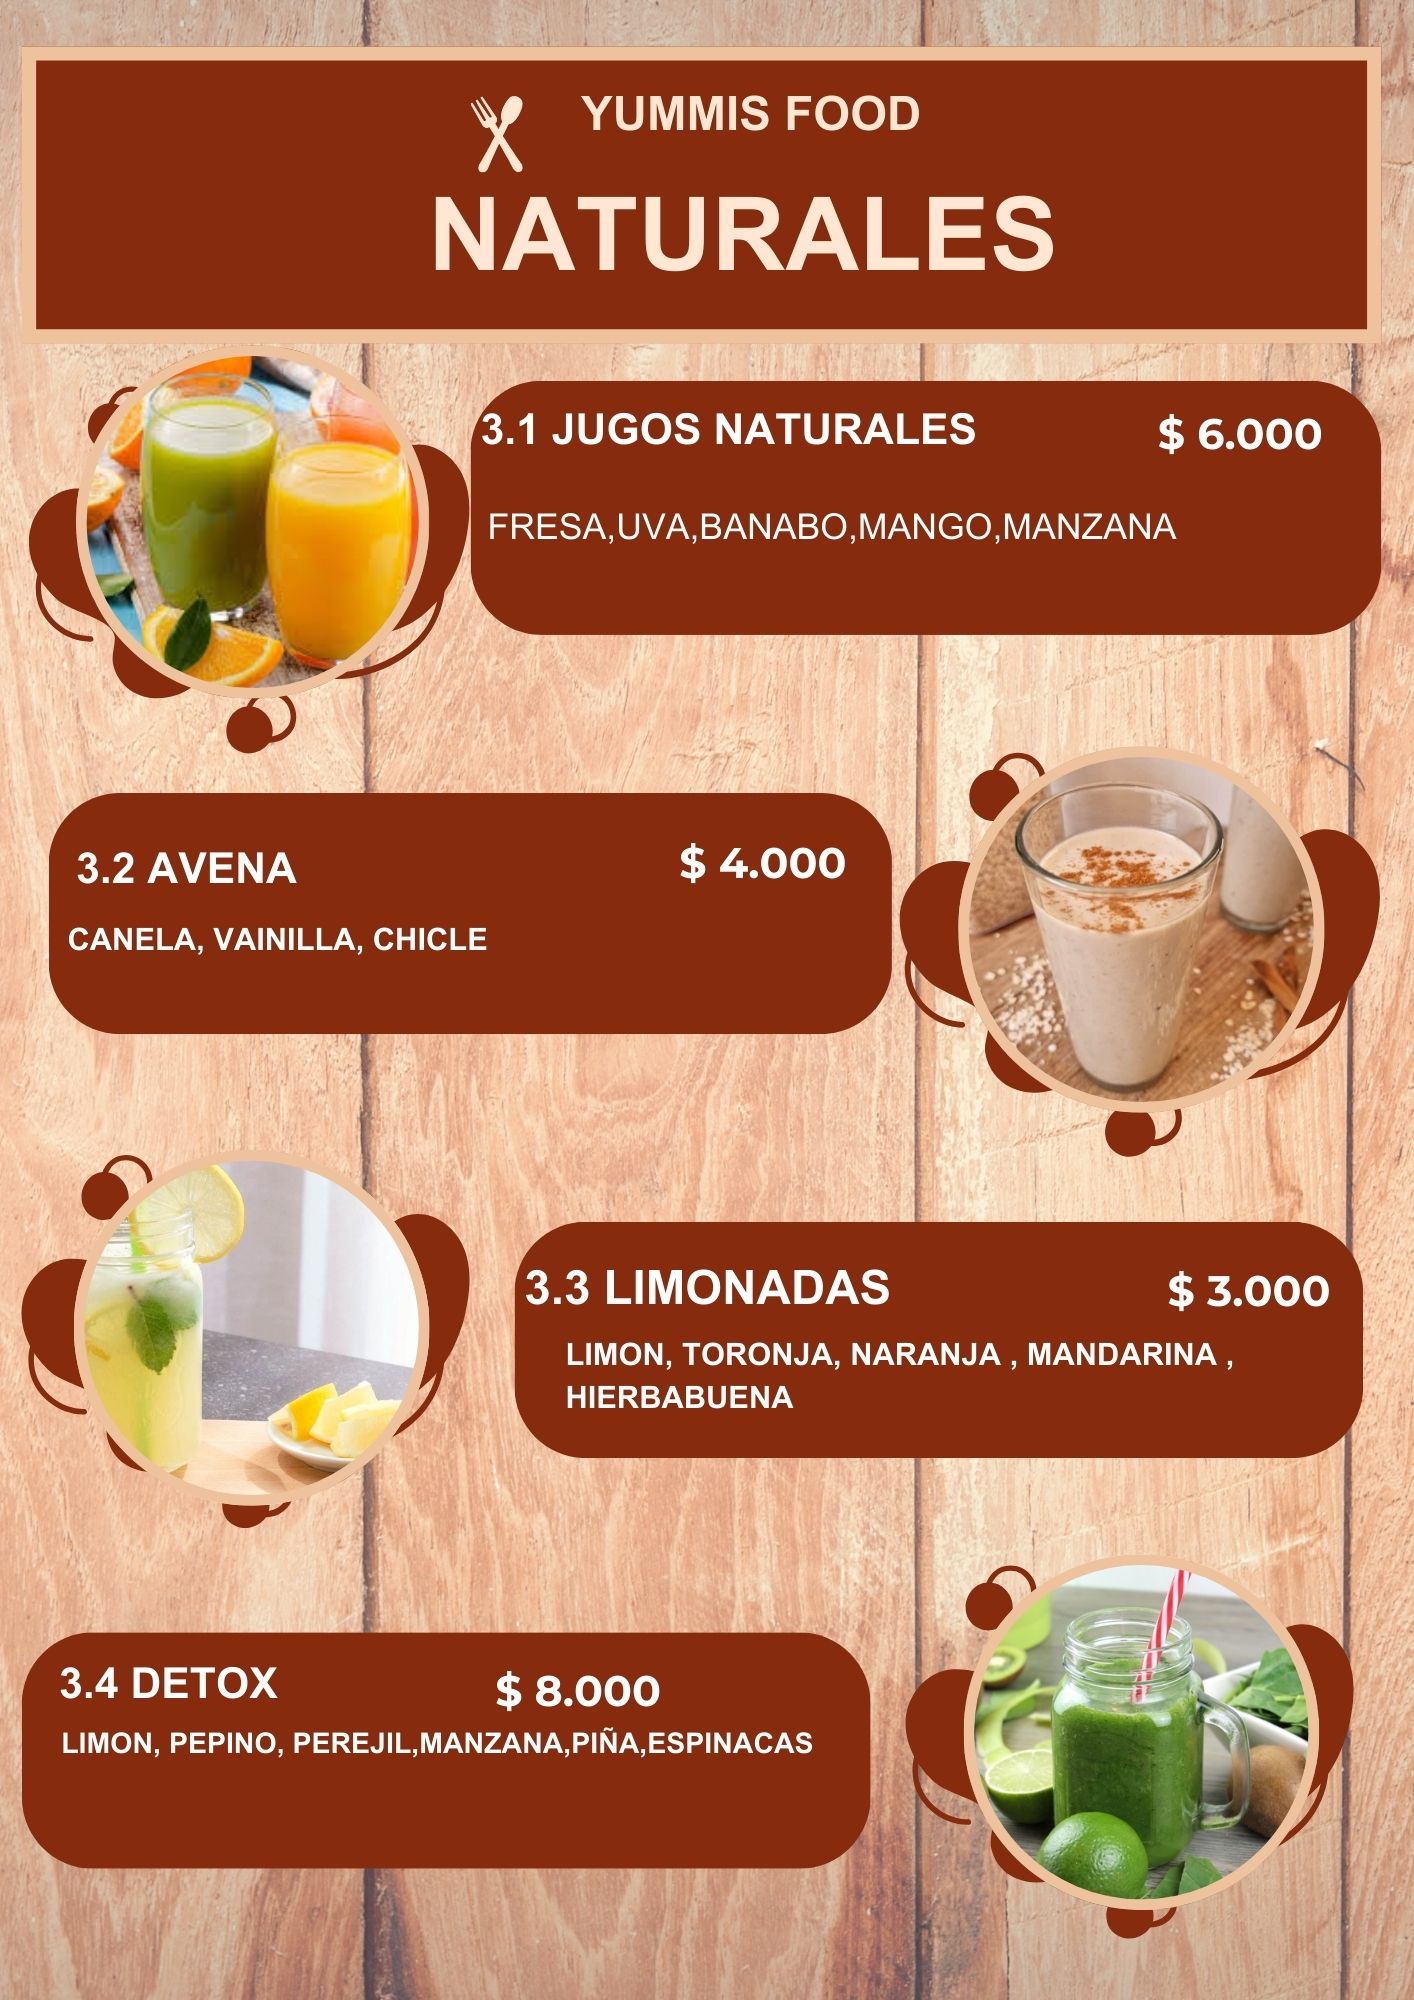 YUMMIS FOOD
NATURALES
3.1 JUGOS NATURALES
$ 6.000
FRESA,UVA,BANABO,MANGO,MANZANA
3.2 AVENA
$ 4.000
CANELA, VAINILLA, CHICLE
3.3 LIMONADAS
$ 3.000
LIMON, TORONJA, NARANJA , MANDARINA ,
HIERBABUENA
3.4 DETOX
$ 8.000
LIMON, PEPINO, PEREJIL,MANZANA,PIÑA,ESPINACAS